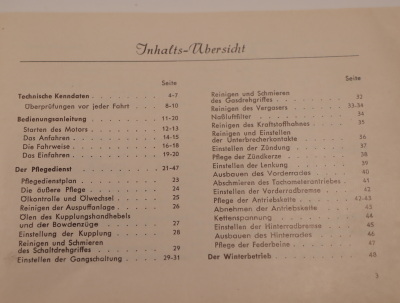 Inhalts-Übersicht
Seite
Technische Kenndaten . . . . . . . 4-7
Überprüfungen vor jeder Fahrt . . . . 8-10
Bedienungsanleitung . . . . . . . 11-20
Starten des Motors . . . . . . . 12-13
Das Anfahren . . . . . . . 14-15
Die Fahrweise . . . . . . . 16-18
Das Einfahren . . . . . . . 19-20
Der Pflegedienst . . . . . . . 21-47
Pflegedienstplan . . . . . . . 23
Die äußere Pflege . . . . . . . 24
Ölkontrolle und Ölwechsel . . . . . 25
Reinigen der Auspuffanlage . . . . . 26
Ölen des Kupplungshandhebels
und der Bowdenzüge . . . . . . 27
Einstellung der Kupplung . . . . . 28
Reinigen und Schmieren
des Schaltdrehgriffes . . . . . . 29
Einstellen der Gangschaltung . . . . 29-31
Seite
Reinigen und Schmieren
des Gasdrehgriffes . . . . . . 32
Reinigen des Vergasers . . . . . 33-34
Naßluftfilter . . . . . . . 34
Reinigen des Kraftstoffhahnes . . . . 35
Reinigen und Einstellen
der Unterbrecherkontakte . . . . . 36
Einstellen der Zündung . . . . . 37
Pflege der Zündkerze . . . . . . 38
Einstellen der Lenkung . . . . . 39
Ausbauen des Vorderrades . . . . . 40
Abschmieren des Tachometerantriebes . . 41
Einstellen der Vorderradbremse . . . . 42
Pflege der Antriebskette . . . . . 42-43
Abnehmen der Antriebskette . . . . 43
Kettenspannung . . . . . . . 44
Einstellen der Hinterradbremse . . . . 45
Ausbauen des Hinterrades . . . . . 46
Pflege der Federbeine . . . . . . 47
Der Winterbetrieb . . . . . . . 48
3